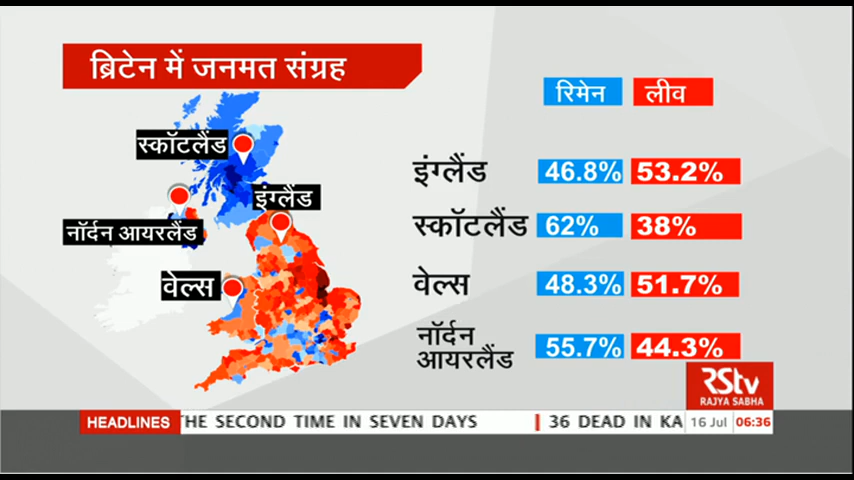 ब्रिटेन में जनमत संग्रह
रिमेन लीव
स्कॉटलैंड
इंग्लैंड
नॉर्दन आयरलैंड
वेल्स
इंग्लैंड 46.8% 53.2%
स्कॉटलैंड 62% 38%
वेल्स 48.3% 51.7%
नॉर्दन
आयरलैंड 55.7% 44.3%
RStv
RAJYA SABHA
HEADLINES THE SECOND TIME IN SEVEN DAYS 36 DEAD IN KA 16 Jul 06:36